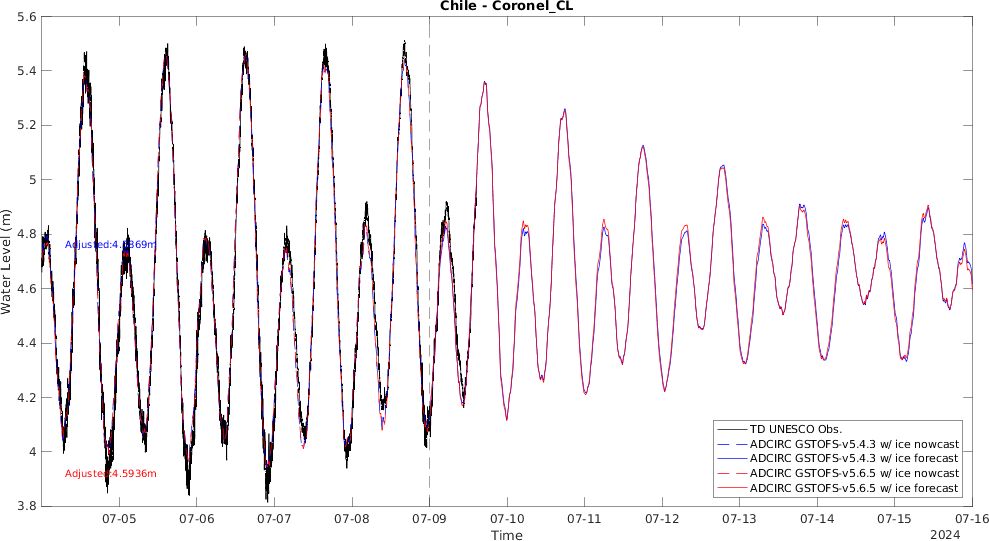 Chile - Coronel_CL
5.6
5.4
5.2
5
4.8
4.6
4.4
4.2
4
3.8
Water Level (m)
Adjusted:4.5936m
TD UNESCO Obs.
ADCIRC GSTOFS-v5.4.3 w/ ice nowcast
ADCIRC GSTOFS-v5.4.3 w/ ice forecast
ADCIRC GSTOFS-v5.6.5 w/ ice nowcast
ADCIRC GSTOFS-v5.6.5 w/ ice forecast
07-05 07-06 07-07 07-08 07-09 07-10 07-11 07-12 07-13 07-14 07-15 07-16
Time
2024